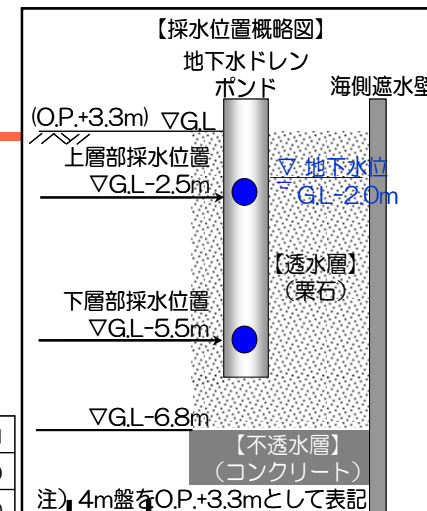 【採水位置概略図】
地下水ドレン
ポンド
海側遮水壁
(O.P.+3.3m) ▽G.L
上層部採水位置
▽G.L-2.5m
▽ 地下水位
G.L-2.0m
【透水層】
（栗石）
下層部採水位置
▽G.L-5.5m
▽G.L-6.8m
【不透水層】
（コンクリート）
注）4m盤をO.P.+3.3mとして表記